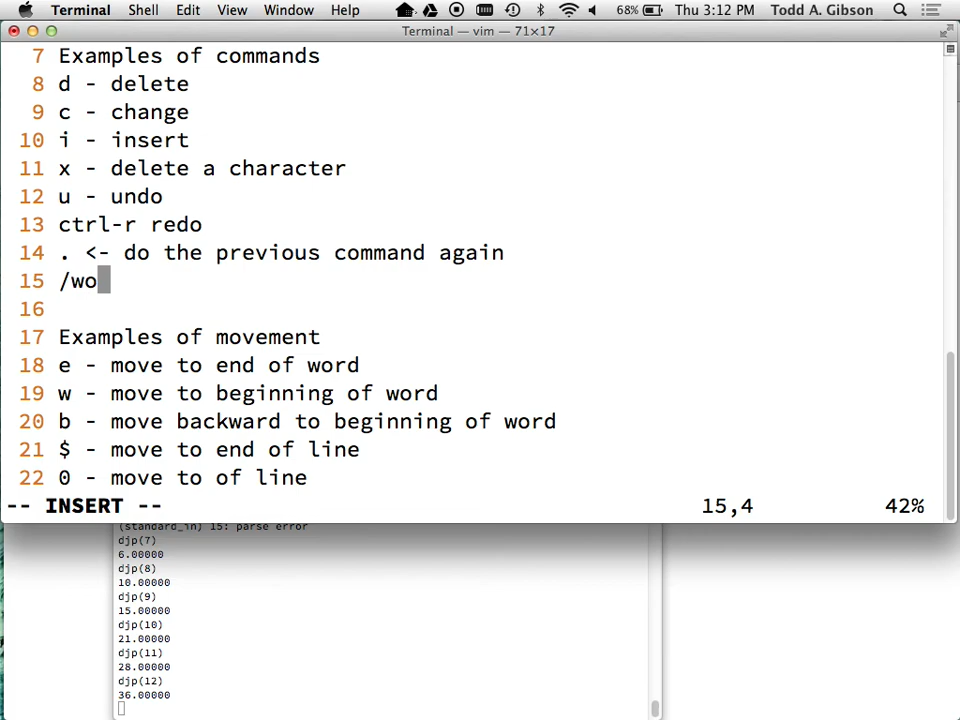 Terminal Shell Edit View Window Help 68% Thu 3:12 PM Todd A. Gibson
Terminal — vim — 71×17
7 Examples of commands
8 d - delete
9 c - change
10 i - insert
11 x - delete a character
12 u - undo
13 ctrl-r redo
14 . <- do the previous command again
15 /wo
16
17 Examples of movement
18 e - move to end of word
19 w - move to beginning of word
20 b - move backward to beginning of word
21 $ - move to end of line
22 0 - move to of line
-- INSERT -- 15,4 42%
(standard_in) 15: parse error
djp(7)
6.00000
djp(8)
10.00000
djp(9)
15.00000
djp(10)
21.00000
djp(11)
28.00000
djp(12)
36.00000